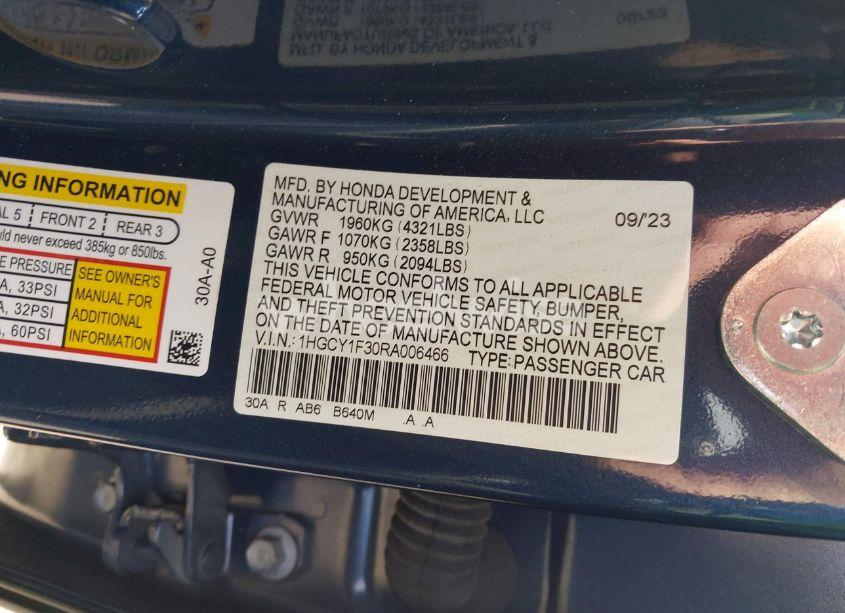 NG INFORMATION
AL 5 FRONT 2 REAR 3
uld never exceed 385kg or 850lbs.
E PRESSURE
A, 33PSI
A, 32PSI
A, 60PSI
SEE OWNER'S
MANUAL FOR
ADDITIONAL
INFORMATION
30A-A0
MFD. BY HONDA DEVELOPMENT &
MANUFACTURING OF AMERICA, LLC 09/23
GVWR 1960KG (4321LBS)
GAWR F 1070KG (2358LBS)
GAWR R 950KG (2094LBS)
THIS VEHICLE CONFORMS TO ALL APPLICABLE
FEDERAL MOTOR VEHICLE SAFETY BUMPER,
AND THEFT PREVENTION STANDARDS IN EFFECT
ON THE DATE OF MANUFACTURE SHOWN ABOVE.
V.I.N.: 1HGCY1F30RA006466 TYPE: PASSENGER CAR
30A R AB6 B640M .A .A